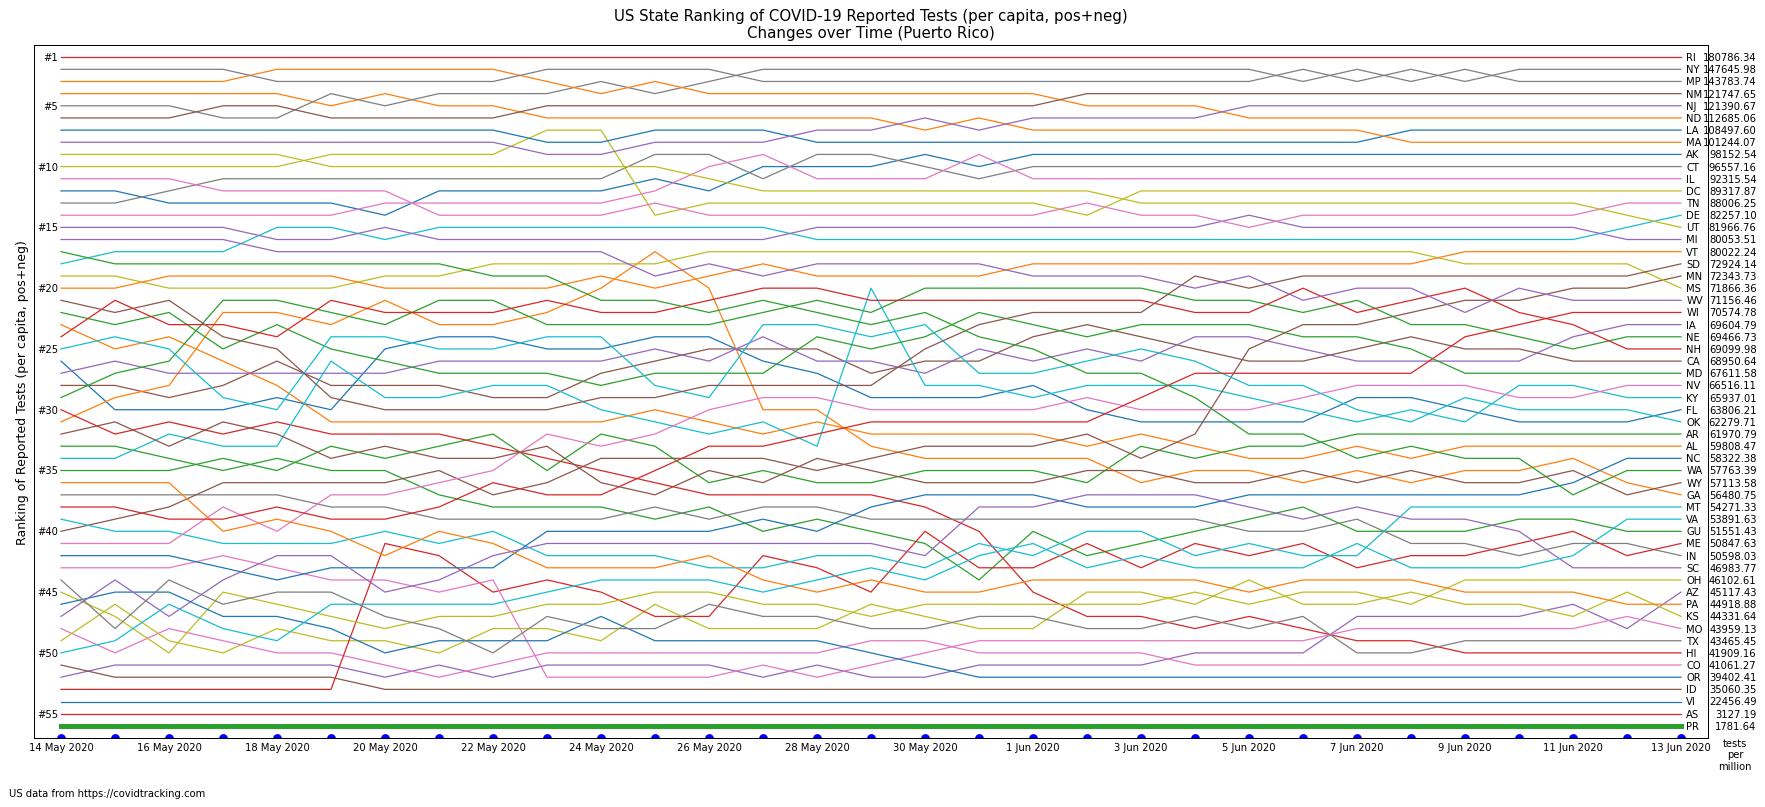 US State Ranking of COVID-19 Reported Tests (per capita, pos+neg)
Changes over Time (Puerto Rico)
Ranking of Reported Tests (per capita, pos+neg)
#1
#5
#10
#15
#20
#25
#30
#35
#40
#45
#50
#55
RI 180786.34
NY 147645.98
MP 143783.74
NM 121747.65
NJ 121390.67
ND 112685.06
LA 108497.60
MA 101244.07
AK 98152.54
CT 96557.16
IL 92315.54
DC 89317.87
TN 88006.25
DE 82257.10
UT 81966.76
MI 80053.51
VT 80022.24
SD 72924.14
MN 72343.73
MS 71866.36
WV 71156.46
WI 70574.78
IA 69604.79
NE 69466.73
NH 69099.98
CA 68950.64
MD 67611.58
NV 66516.11
KY 65937.01
FL 63806.21
OK 62279.71
AR 61970.79
AL 59808.47
NC 58322.38
WA 57763.39
WY 57113.58
GA 56480.75
MT 54271.33
VA 53891.63
GU 51551.43
ME 50847.63
IN 50598.03
SC 46983.77
OH 46102.61
AZ 45117.43
PA 44918.88
KS 44331.64
MO 43959.13
TX 43465.45
HI 41909.16
CO 41061.27
OR 39402.41
ID 35060.35
VI 22456.49
AS 3127.19
PR 1781.64
14 May 2020 16 May 2020 18 May 2020 20 May 2020 22 May 2020 24 May 2020 26 May 2020 28 May 2020 30 May 2020 1 Jun 2020 3 Jun 2020 5 Jun 2020 7 Jun 2020 9 Jun 2020 11 Jun 2020 13 Jun 2020
tests
per
million
US data from https://covidtracking.com